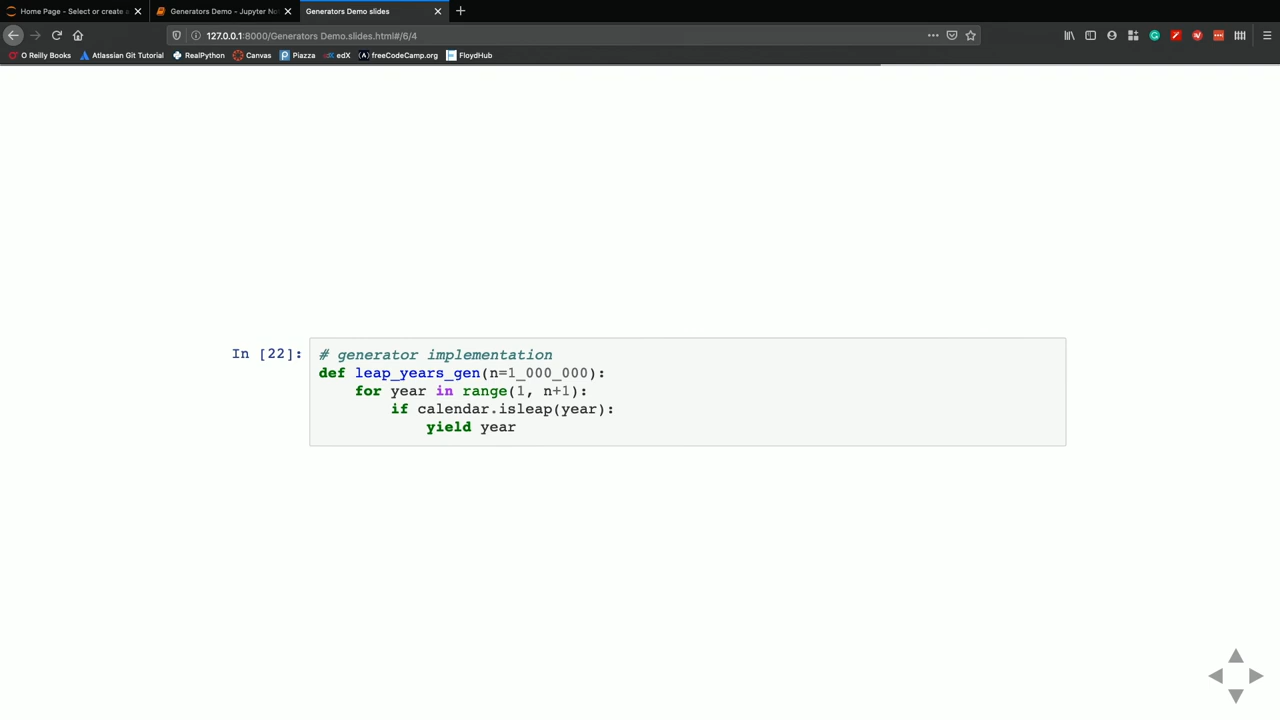 Home Page - Select or create a
Generators Demo - Jupyter No
Generators Demo slides
127.0.0.1:8000/Generators Demo.slides.html#/6/4
O Reilly Books
Atlassian Git Tutorial
RealPython
Canvas
Piazza
edX
freeCodeCamp.org
FloydHub
In [22]:
# generator implementation
def leap_years_gen(n=1_000_000):
    for year in range(1, n+1):
        if calendar.isleap(year):
            yield year